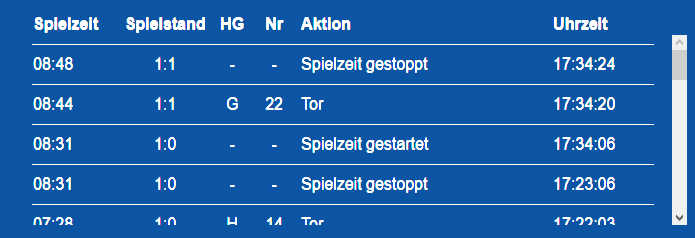 Spielzeit Spielstand HG Nr Aktion Uhrzeit
08:48 1:1 - - Spielzeit gestoppt 17:34:24
08:44 1:1 G 22 Tor 17:34:20
08:31 1:0 - - Spielzeit gestartet 17:34:06
08:31 1:0 - - Spielzeit gestoppt 17:23:06
07:28 1:0 H 14 Tor 17:22:03